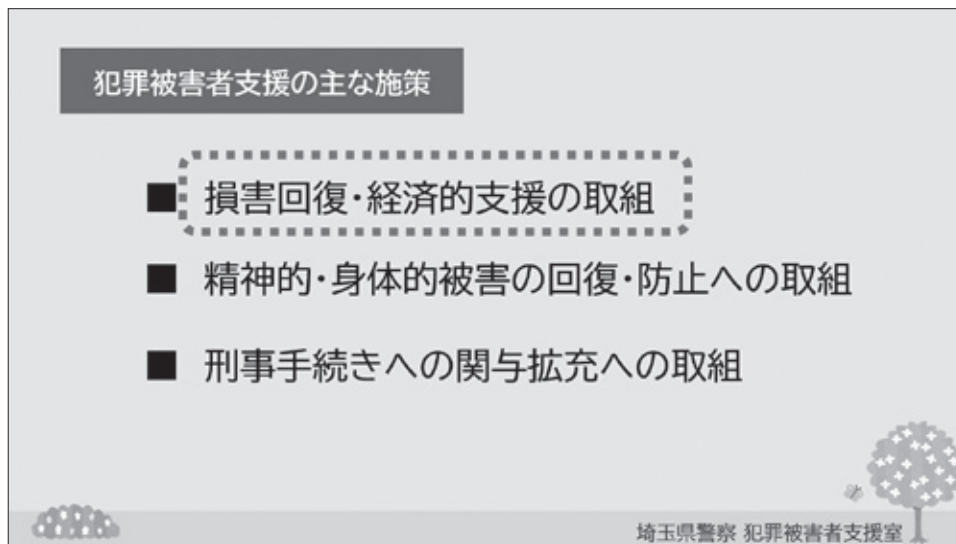 犯罪被害者支援の主な施策
■ 損害回復・経済的支援の取組
■ 精神的・身体的被害の回復・防止への取組
■ 刑事手続きへの関与拡充への取組
埼玉県警察 犯罪被害者支援室